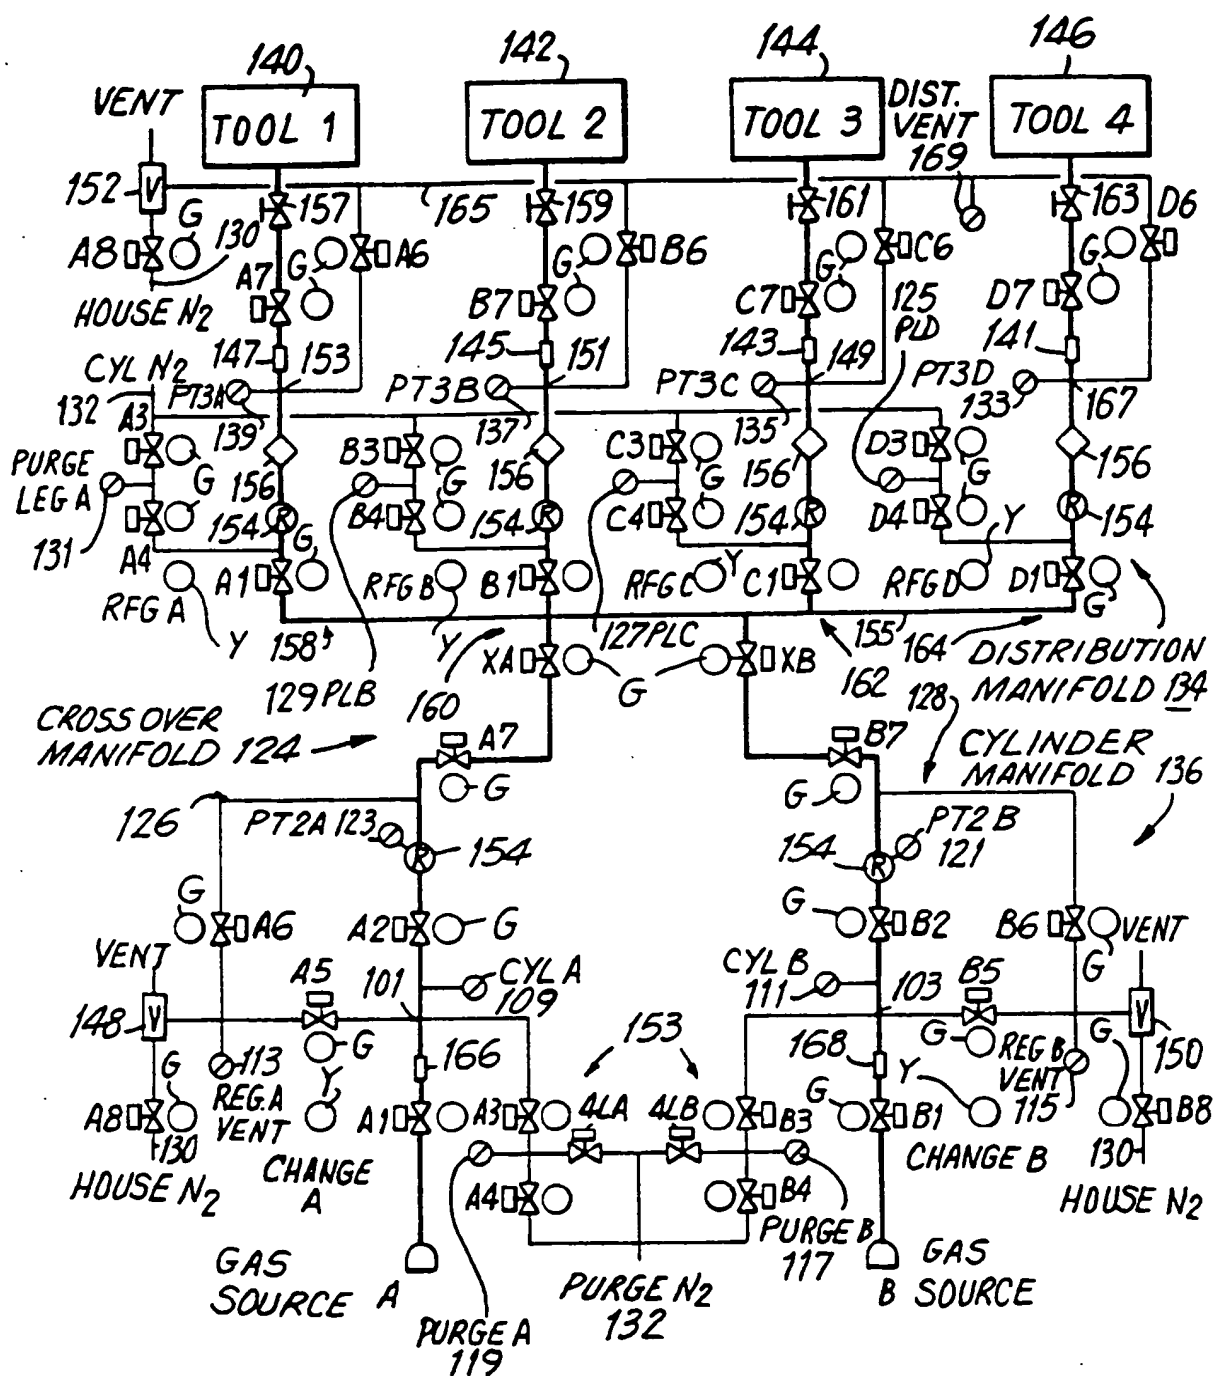 140
142
144
146
VENT
TOOL 1
TOOL 2
TOOL 3
DIST.
VENT
169
TOOL 4
152
V
157
165
159
161
163
D6
G
130
A8
A7
G
A6
G
B6
G
C6
G
HOUSE N2
B7
C7
125
PLD
D7
147
153
145
151
143
149
141
CYL N2
132
PT3A
139
PT3B
137
PT3C
135
PT3D
133
167
A3
G
B3
156
C3
156
D3
156
PURGE
LEG A
G
156
G
G
G
131
A4
154
R
B4
154
R
C4
154
R
D4
Y
R
154
G
RFG A
A1
RFG B
B1
RFG C
Y
C1
RFG D
D1
G
Y
158
Y
127 PLC
155
164
DISTRIBUTION
MANIFOLD 134
129 PLB
XA
G
XB
162
160
128
CROSS OVER
MANIFOLD 124
A7
B7
CYLINDER
MANIFOLD 136
G
G
126
PT2A 123
R
154
154
R
PT2B
121
G
A6
A2
G
G
B2
B6
G
VENT
VENT
A5
CYL A
109
CYL B
111
B5
101
103
148
V
153
V
150
G
113
REG.A
VENT
G
Y
166
168
Y
G
REG B
VENT
115
G
A8
A1
A3
4LA
4LB
B3
G
B1
B8
130
HOUSE N2
CHANGE
A
A4
B4
CHANGE B
130
HOUSE N2
PURGE B
117
GAS
SOURCE A
PURGE N2
132
GAS
B SOURCE
PURGE A
119